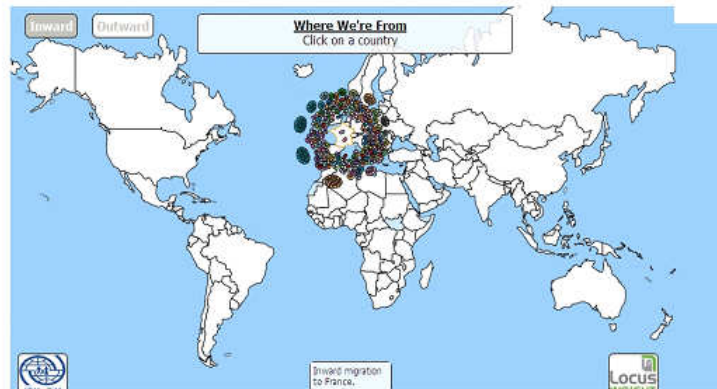 Inward
Outward
Where We're From
Click on a country
Inward migration
to France.
Locus